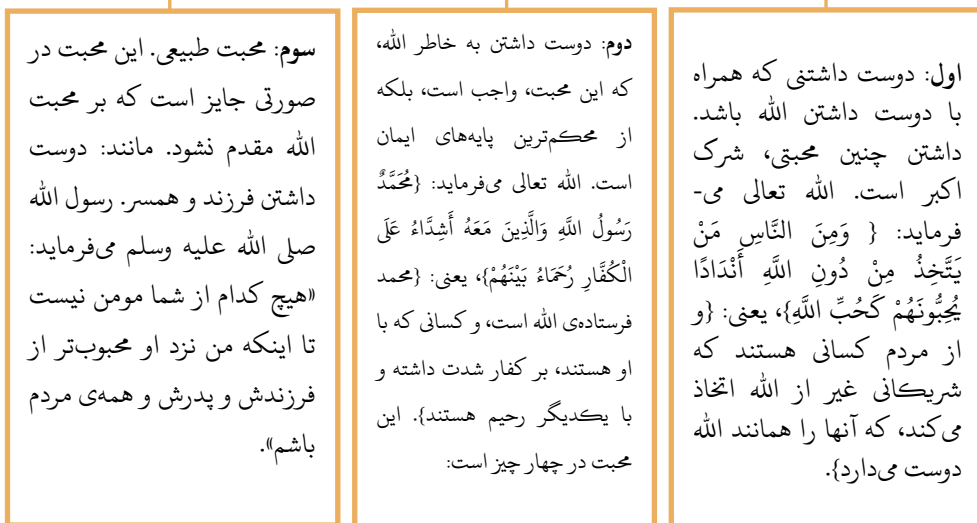 اول: دوست داشتنی که همراه
با دوست داشتن الله باشد.
داشتن چنین محبتی، شرک
اکبر است. الله تعالی می-
فرماید: { وَمِنَ النَّاسِ مَنْ
يَتَّخِذُ مِنْ دُونِ اللَّهِ أَنْدَادًا
يُحِبُّونَهُمْ كَحُبِّ اللَّهِ}، یعنی: {و
از مردم کسانی هستند که
شریکانی غیر از الله اتخاذ
می‌کند، که آنها را همانند الله
دوست می‌دارد}.
دوم: دوست داشتن به خاطر الله،
که این محبت، واجب است، بلکه
از محکم‌ترین پایه‌های ایمان
است. الله تعالی می‌فرماید: {مُحَمَّدٌ
رَسُولُ اللَّهِ وَالَّذِينَ مَعَهُ أَشِدَّاءُ عَلَى
الْكُفَّارِ رُحَمَاءُ بَيْنَهُمْ}، یعنی: {محمد
فرستاده‌ی الله است، و کسانی که با
او هستند، بر کفار شدت داشته و
با یکدیگر رحیم هستند}. این
محبت در چهار چیز است:
سوم: محبت طبیعی. این محبت در
صورتی جایز است که بر محبت
الله مقدم نشود. مانند: دوست
داشتن فرزند و همسر. رسول الله
صلی الله علیه وسلم می‌فرماید:
«هیچ کدام از شما مومن نیست
تا اینکه من نزد او محبوب‌تر از
فرزندش و پدرش و همه‌ی مردم
باشم».